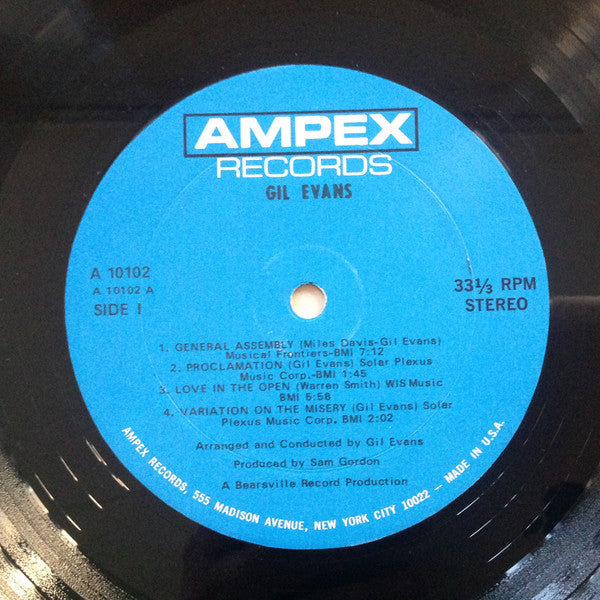 AMPEX
RECORDS
GIL EVANS
A 10102
A 10102 A
SIDE I
33⅓ RPM
STEREO
1. GENERAL ASSEMBLY (Miles Davis-Gil Evans)
Musical Frontiers-BMI 7:12
2. PROCLAMATION (Gil Evans) Solar Plexus
Music Corp.-BMI 1:45
3. LOVE IN THE OPEN (Warren Smith) WIS Music
BMI 5:58
4. VARIATION ON THE MISERY (Gil Evans) Solar
Plexus Music Corp. BMI 2:02
Arranged and Conducted by Gil Evans
Produced by Sam Gordon
A Bearsville Record Production
AMPEX RECORDS, 555 MADISON AVENUE, NEW YORK CITY 10022 – MADE IN U.S.A.